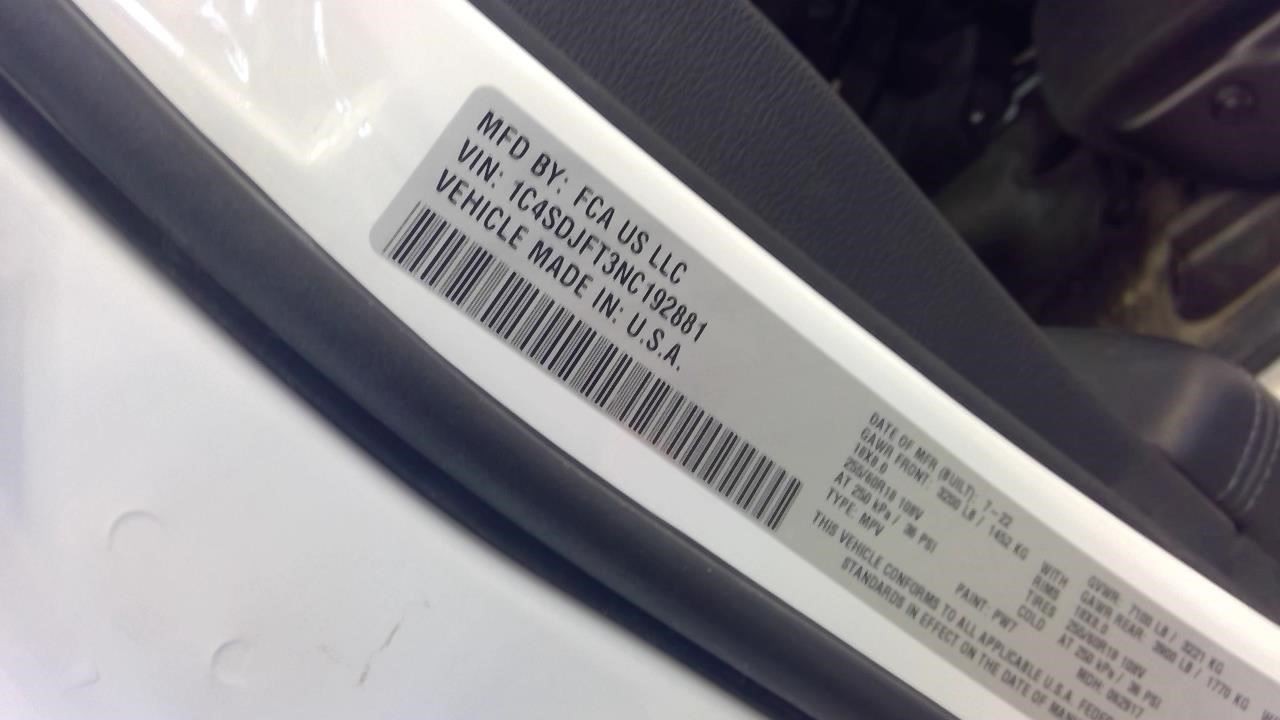 MFD BY: FCA US LLC
VIN: 1C4SDJFT3NC192881
VEHICLE MADE IN: U.S.A.
DATE OF MFR (BUILT): 7-22
GVWR: 7100 LB / 3221 KG
GAWR FRONT: 3200 LB / 1452 KG WITH
GAWR REAR: 3900 LB / 1770 KG
18X8.0 RIMS 18X8.0
255/60R18 108V TIRES 255/60R18 108V
AT 250 kPa / 36 PSI COLD AT 250 kPa / 36 PSI
TYPE: MPV PAINT: PW7 MDH: 062917
THIS VEHICLE CONFORMS TO ALL APPLICABLE U.S.A.
STANDARDS IN EFFECT ON THE DATE OF